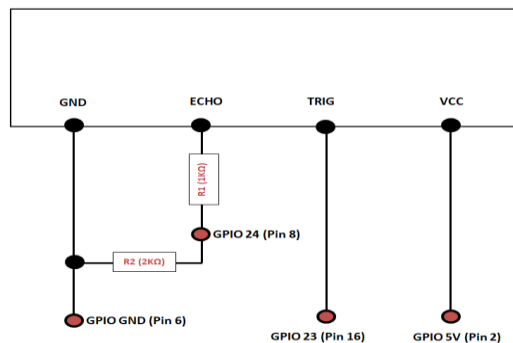 GND
ECHO
TRIG
VCC
R1 (1KΩ)
GPIO 24 (Pin 8)
R2 (2KΩ)
GPIO GND (Pin 6)
GPIO 23 (Pin 16)
GPIO 5V (Pin 2)